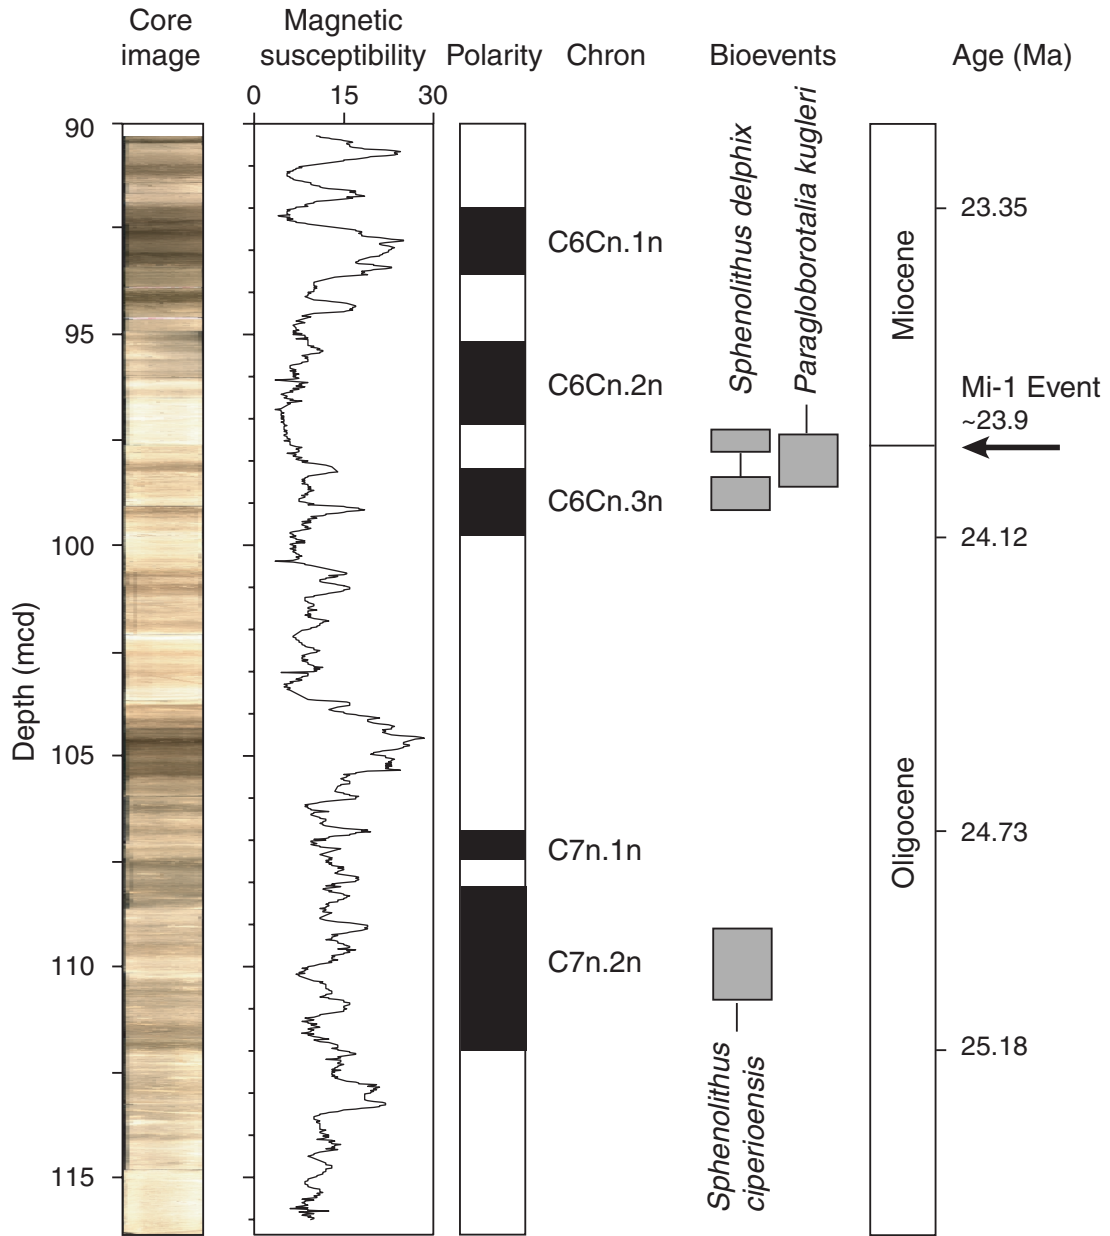 Core
image
Magnetic
susceptibility
Polarity
Chron
Bioevents
Age (Ma)
0
15
30
Depth (mcd)
90
95
100
105
110
115
C6Cn.1n
C6Cn.2n
C6Cn.3n
C7n.1n
C7n.2n
Sphenolithus delphix
Paragloborotalia kugleri
Sphenolithus
ciperioensis
Miocene
Oligocene
23.35
Mi-1 Event
~23.9
24.12
24.73
25.18